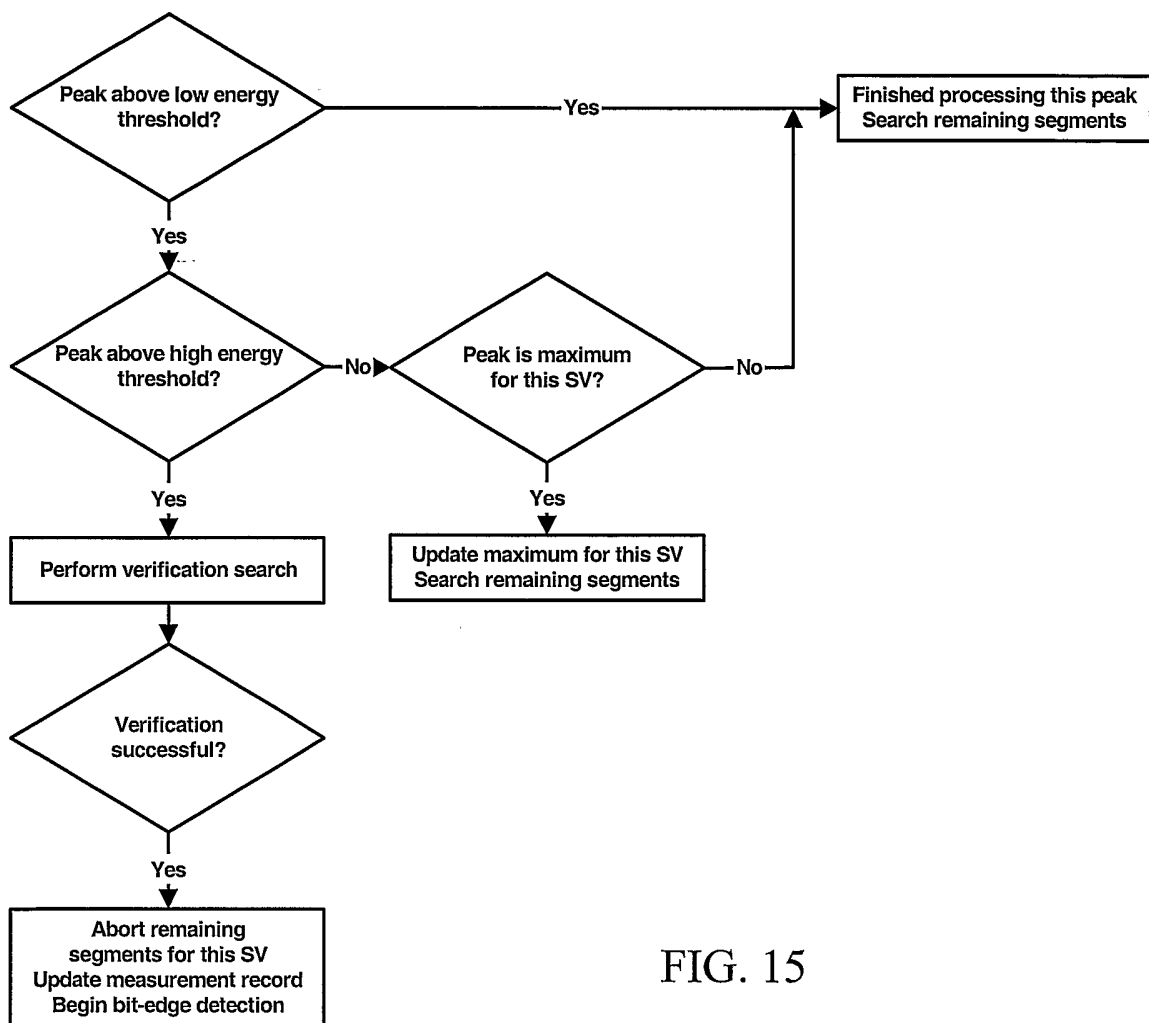 Peak above low energy
threshold?
Yes
Finished processing this peak
Search remaining segments
Yes
Peak above high energy
threshold?
No
Peak is maximum
for this SV?
No
Yes
Yes
Perform verification search
Update maximum for this SV
Search remaining segments
Verification
successful?
Yes
Abort remaining
segments for this SV
Update measurement record
Begin bit-edge detection
FIG. 15